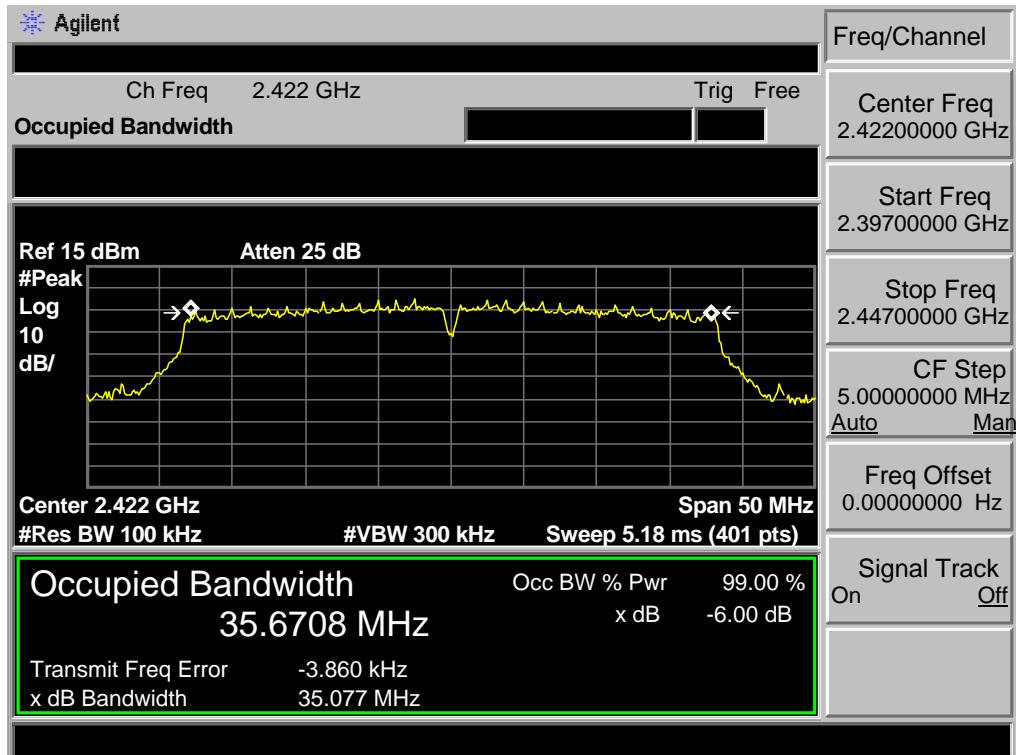 Agilent
Freq/Channel
Ch Freq 2.422 GHz Trig Free
Occupied Bandwidth
Center Freq
2.42200000 GHz
Start Freq
2.39700000 GHz
Stop Freq
2.44700000 GHz
CF Step
5.00000000 MHz
Auto Man
Freq Offset
0.00000000 Hz
Signal Track
On Off
Ref 15 dBm Atten 25 dB
#Peak
Log
10
dB/
Center 2.422 GHz Span 50 MHz
#Res BW 100 kHz #VBW 300 kHz Sweep 5.18 ms (401 pts)
Occupied Bandwidth Occ BW % Pwr 99.00 %
35.6708 MHz x dB -6.00 dB
Transmit Freq Error -3.860 kHz
x dB Bandwidth 35.077 MHz